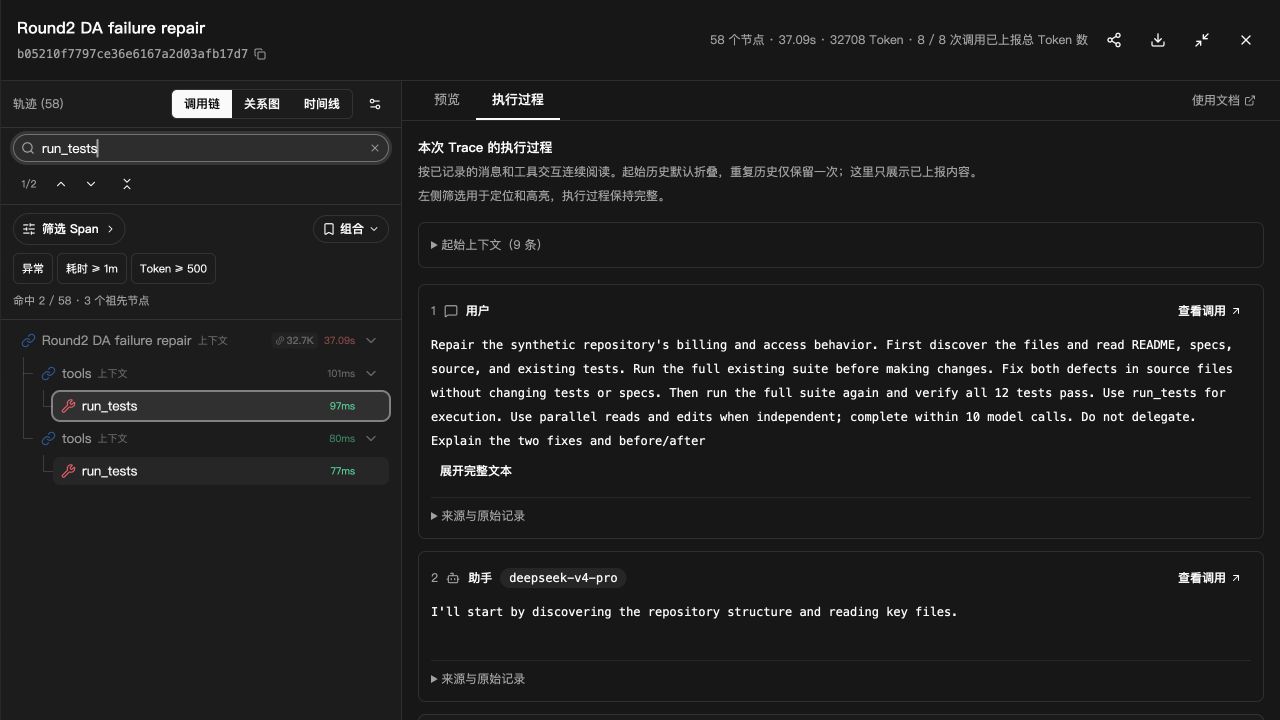 Round2 DA failure repair
b05210f7797ce36e6167a2d03afb17d7
58 个节点 · 37.09s · 32708 Token · 8 / 8 次调用已上报总 Token 数
轨迹 (58)
调用链
关系图
时间线
run_tests
1/2
筛选 Span
组合
异常
耗时 ≥ 1m
Token ≥ 500
命中 2 / 58 · 3 个祖先节点
Round2 DA failure repair 上下文 32.7K 37.09s
tools 上下文 101ms
run_tests 97ms
tools 上下文 80ms
run_tests 77ms
预览
执行过程
使用文档
本次 Trace 的执行过程
按已记录的消息和工具交互连续阅读。起始历史默认折叠，重复历史仅保留一次；这里只展示已上报内容。
左侧筛选用于定位和高亮，执行过程保持完整。
起始上下文（9 条）
1 用户
查看调用
Repair the synthetic repository's billing and access behavior. First discover the files and read README, specs,
source, and existing tests. Run the full existing suite before making changes. Fix both defects in source files
without changing tests or specs. Then run the full suite again and verify all 12 tests pass. Use run_tests for
execution. Use parallel reads and edits when independent; complete within 10 model calls. Do not delegate.
Explain the two fixes and before/after
展开完整文本
来源与原始记录
2 助手 deepseek-v4-pro
查看调用
I'll start by discovering the repository structure and reading key files.
来源与原始记录